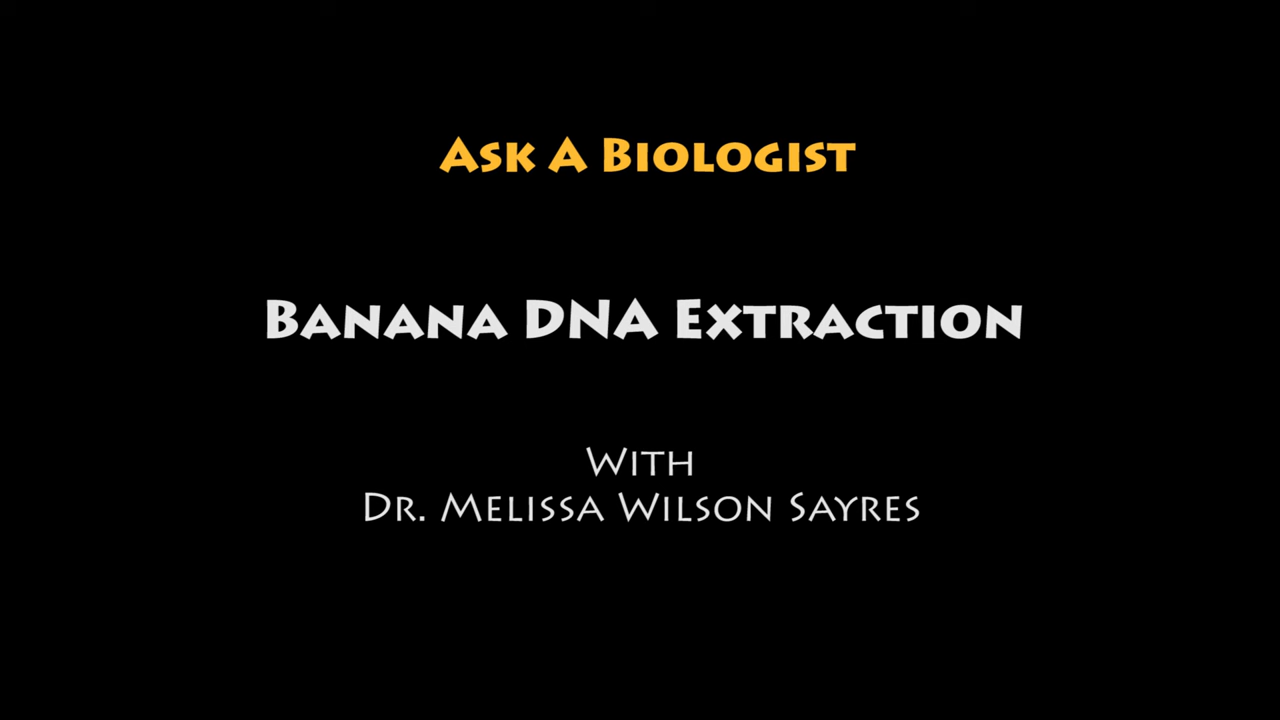 Ask A Biologist
Banana DNA Extraction
With
Dr. Melissa Wilson Sayres